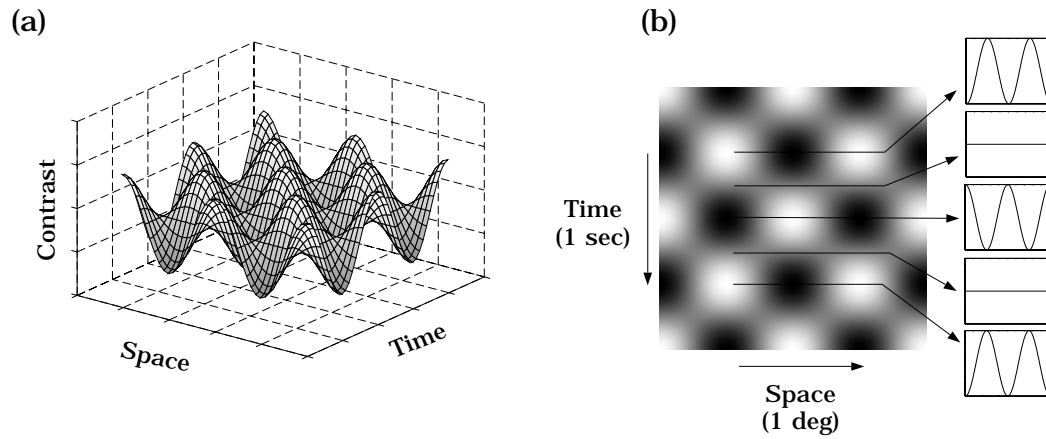 (a)
Contrast
Space
Time
(b)
Time
(1 sec)
Space
(1 deg)